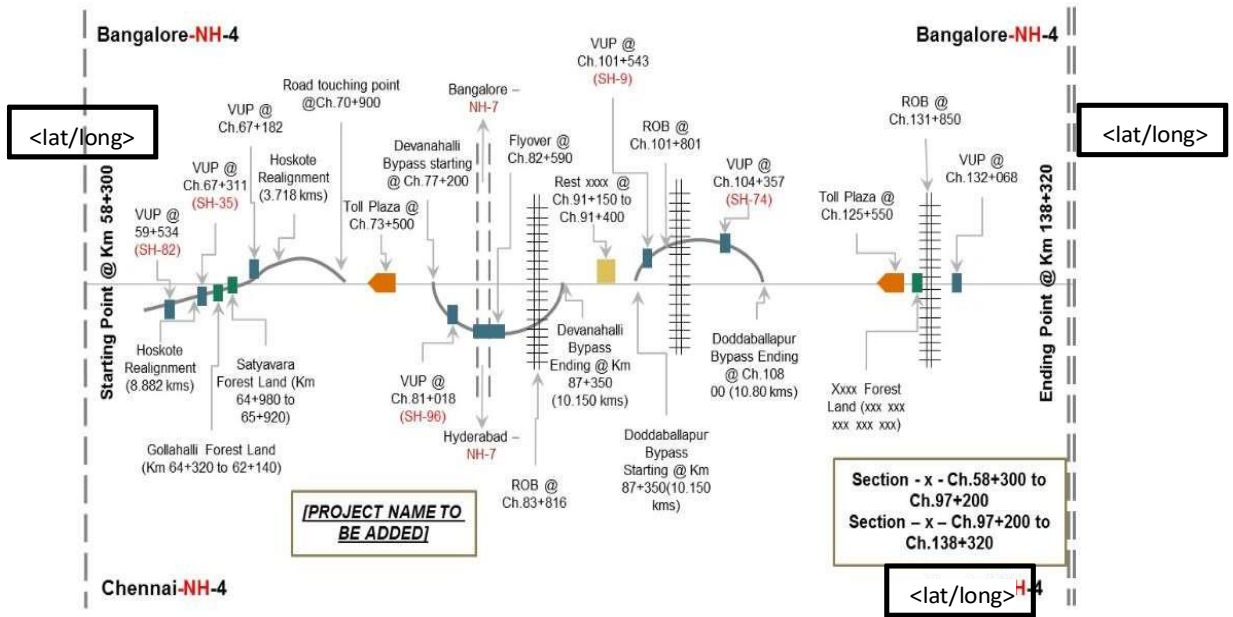 Bangalore-NH-4
Bangalore-NH-4
<lat/long>
<lat/long>
Starting Point @ Km 58+300
Ending Point @ Km 138+320
VUP @
59+534
(SH-82)
VUP @
Ch.67+311
(SH-35)
VUP @
Ch.67+182
Hoskote
Realignment
(3.718 kms)
Road touching point
@Ch.70+900
Toll Plaza @
Ch.73+500
Devanahalli
Bypass starting
@ Ch.77+200
Bangalore –
NH-7
Flyover @
Ch.82+590
Rest xxxx @
Ch.91+150 to
Ch.91+400
VUP @
Ch.101+543
(SH-9)
ROB @
Ch.101+801
VUP @
Ch.104+357
(SH-74)
Toll Plaza @
Ch.125+550
ROB @
Ch.131+850
VUP @
Ch.132+068
Hoskote
Realignment
(8.882 kms)
Satyavara
Forest Land (Km
64+980 to
65+920)
Gollahalli Forest Land
(Km 64+320 to 62+140)
VUP @
Ch.81+018
(SH-96)
Hyderabad –
NH-7
ROB @
Ch.83+816
Devanahalli
Bypass
Ending @ Km
87+350
(10.150 kms)
Doddaballapur
Bypass
Starting @ Km
87+350(10.150
kms)
Doddaballapur
Bypass Ending
@ Ch.108
00 (10.80 kms)
Xxxx Forest
Land (xxx xxx
xxx xxx xxx)
[PROJECT NAME TO
BE ADDED]
Section - x - Ch.58+300 to
Ch.97+200
Section – x – Ch.97+200 to
Ch.138+320
Chennai-NH-4
<lat/long>
H-4